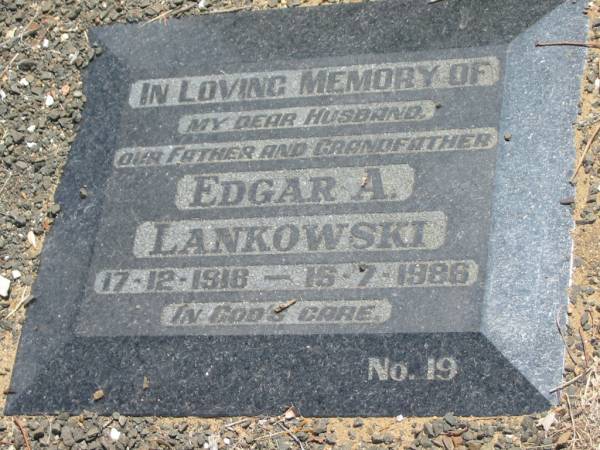 IN LOVING MEMORY OF
MY DEAR HUSBAND,
OUR FATHER AND GRANDFATHER
EDGAR A.
LANKOWSKI
17-12-1918 — 15-7-1986
IN GOD'S CARE.
No. 19